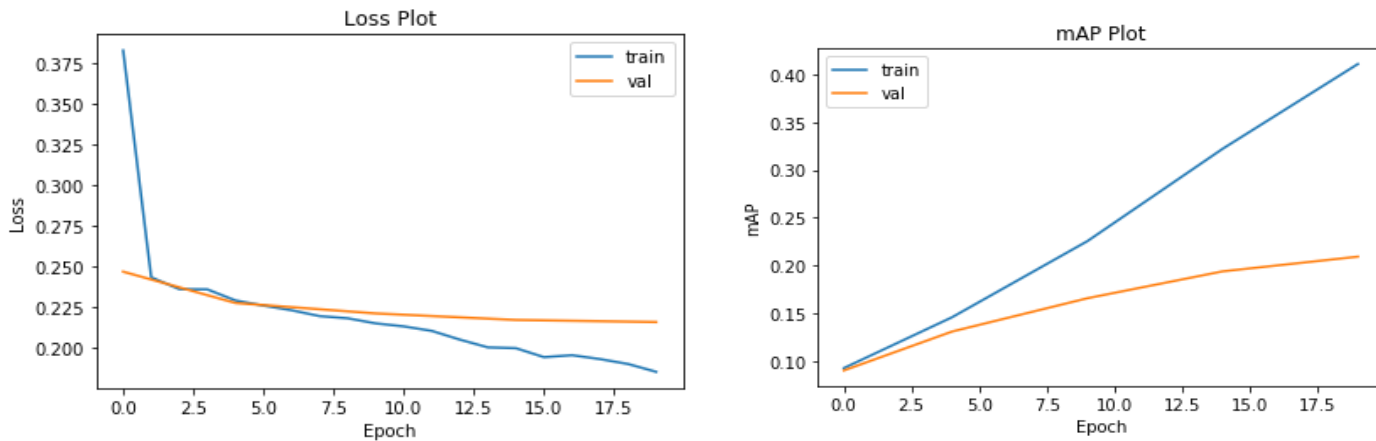 Loss Plot
train
val
0.375
0.350
0.325
0.300
0.275
0.250
0.225
0.200
Loss
0.0 2.5 5.0 7.5 10.0 12.5 15.0 17.5
Epoch
mAP Plot
train
val
0.40
0.35
0.30
0.25
0.20
0.15
0.10
mAP
0.0 2.5 5.0 7.5 10.0 12.5 15.0 17.5
Epoch